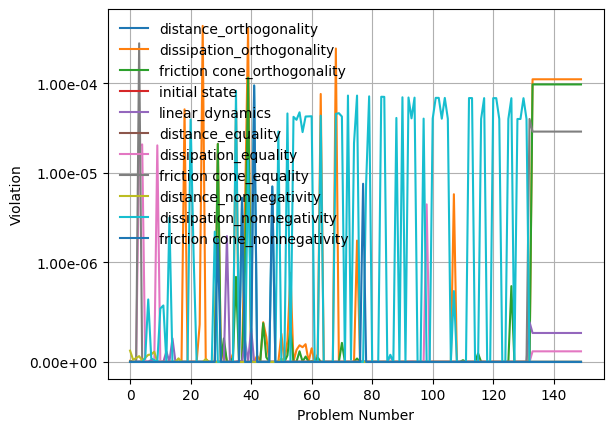 distance_orthogonality
dissipation_orthogonality
friction cone_orthogonality
initial state
linear_dynamics
distance_equality
dissipation_equality
friction cone_equality
distance_nonnegativity
dissipation_nonnegativity
friction cone_nonnegativity
1.00e-04
1.00e-05
1.00e-06
0.00e+00
Violation
0 20 40 60 80 100 120 140
Problem Number